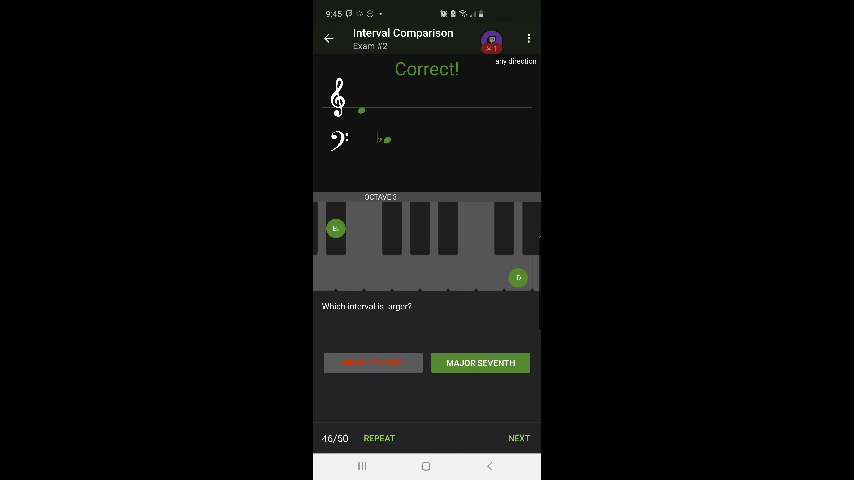 9:45
Interval Comparison
Exam #2
1
any direction
Correct!
OCTAVE 3
E♭
D
Which interval is larger?
MAJOR SEVENTH
46/50 REPEAT NEXT